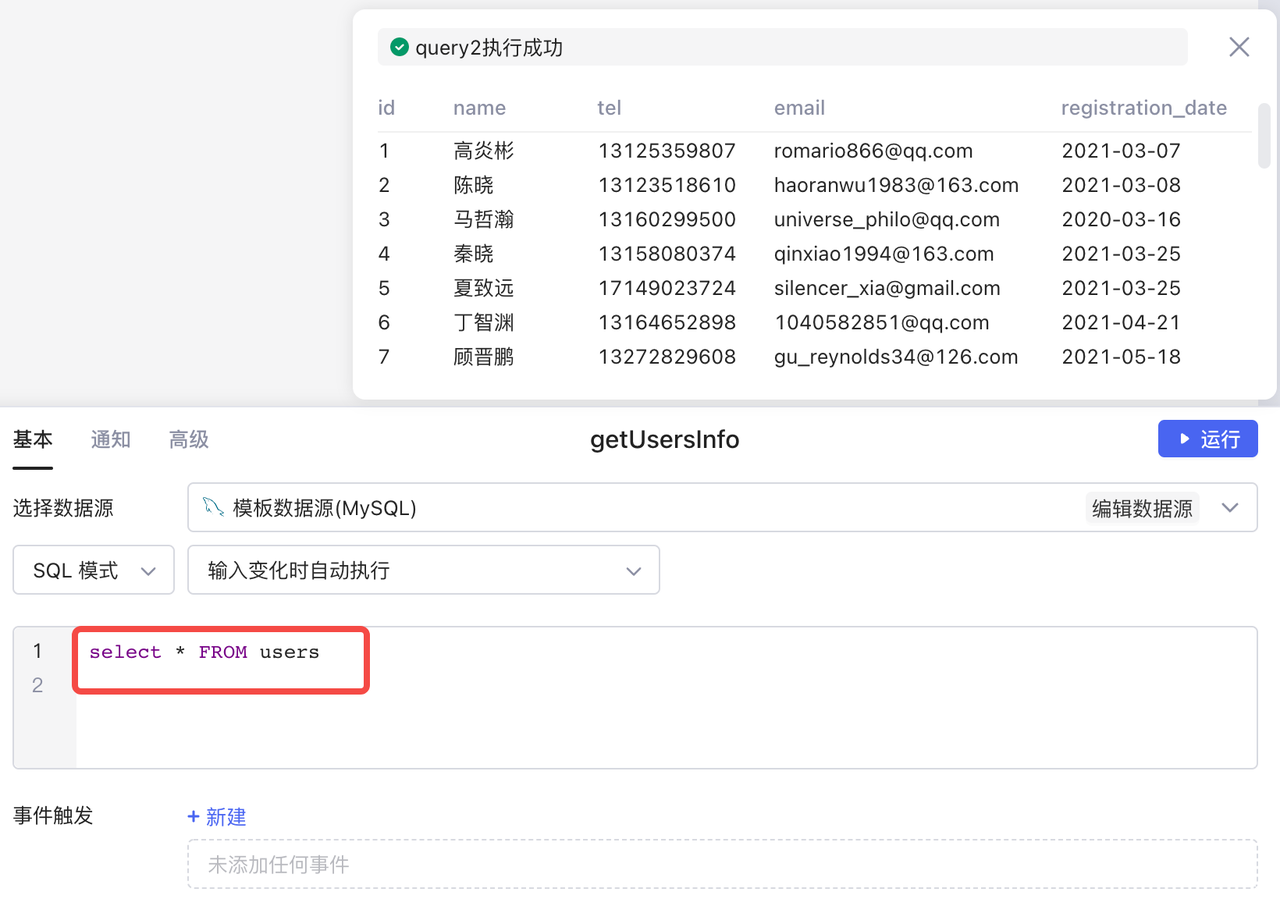 query2执行成功
id name tel email registration_date
1 高炎彬 13125359807 romario866@qq.com 2021-03-07
2 陈晓 13123518610 haoranwu1983@163.com 2021-03-08
3 马哲瀚 13160299500 universe_philo@qq.com 2020-03-16
4 秦晓 13158080374 qinxiao1994@163.com 2021-03-25
5 夏致远 17149023724 silencer_xia@gmail.com 2021-03-25
6 丁智渊 13164652898 1040582851@qq.com 2021-04-21
7 顾晋鹏 13272829608 gu_reynolds34@126.com 2021-05-18
基本 通知 高级 getUsersInfo 运行
选择数据源 模板数据源(MySQL) 编辑数据源
SQL 模式 输入变化时自动执行
1 select * FROM users
2
事件触发 + 新建
未添加任何事件